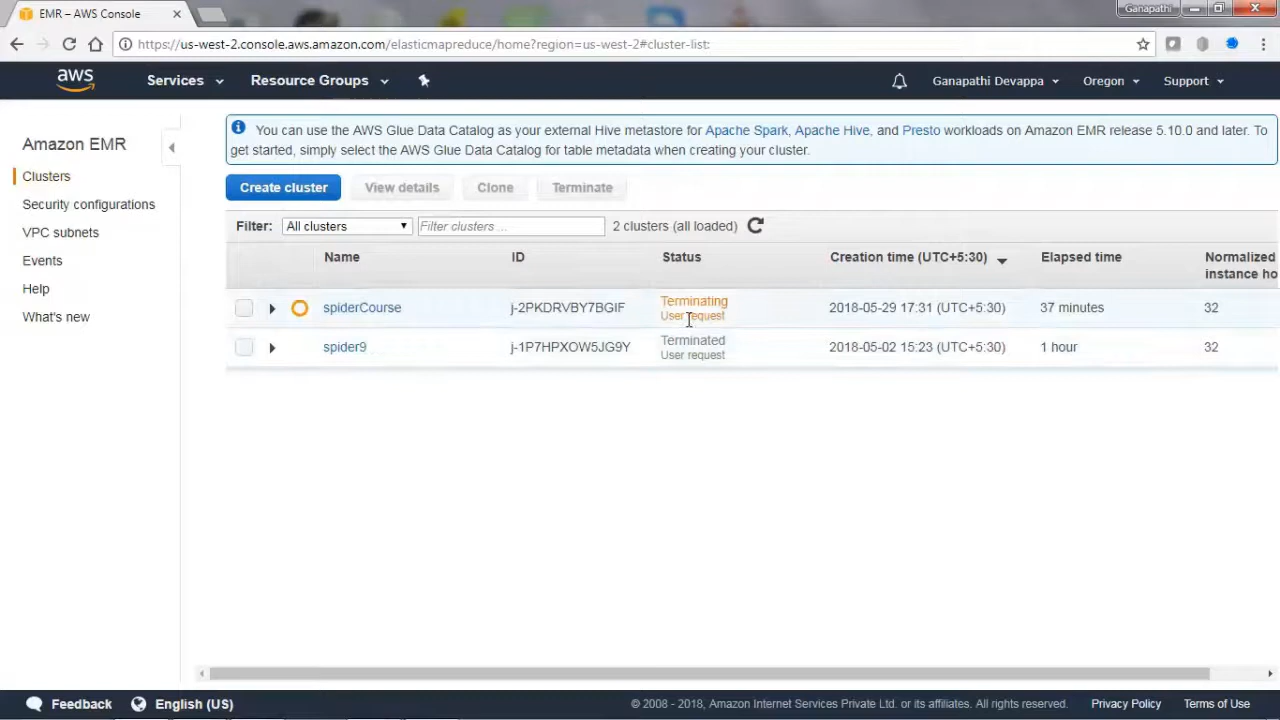 EMR – AWS Console
Ganapathi
https://us-west-2.console.aws.amazon.com/elasticmapreduce/home?region=us-west-2#cluster-list:
aws
Services
Resource Groups
Ganapathi Devappa
Oregon
Support
Amazon EMR
Clusters
Security configurations
VPC subnets
Events
Help
What's new
You can use the AWS Glue Data Catalog as your external Hive metastore for Apache Spark, Apache Hive, and Presto workloads on Amazon EMR release 5.10.0 and later. To
get started, simply select the AWS Glue Data Catalog for table metadata when creating your cluster.
Create cluster
View details
Clone
Terminate
Filter: All clusters Filter clusters ... 2 clusters (all loaded)
Name ID Status Creation time (UTC+5:30) Elapsed time Normalized
instance ho
spiderCourse j-2PKDRVBY7BGIF Terminating 2018-05-29 17:31 (UTC+5:30) 37 minutes 32
User request
spider9 j-1P7HPXOW5JG9Y Terminated 2018-05-02 15:23 (UTC+5:30) 1 hour 32
User request
Feedback
English (US)
© 2008 - 2018, Amazon Internet Services Private Ltd. or its affiliates. All rights reserved.
Privacy Policy
Terms of Use